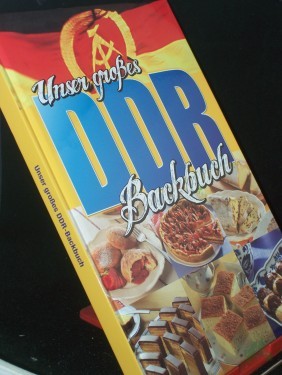 Unser großes
DDR
Backbuch
Unser großes DDR-Backbuch